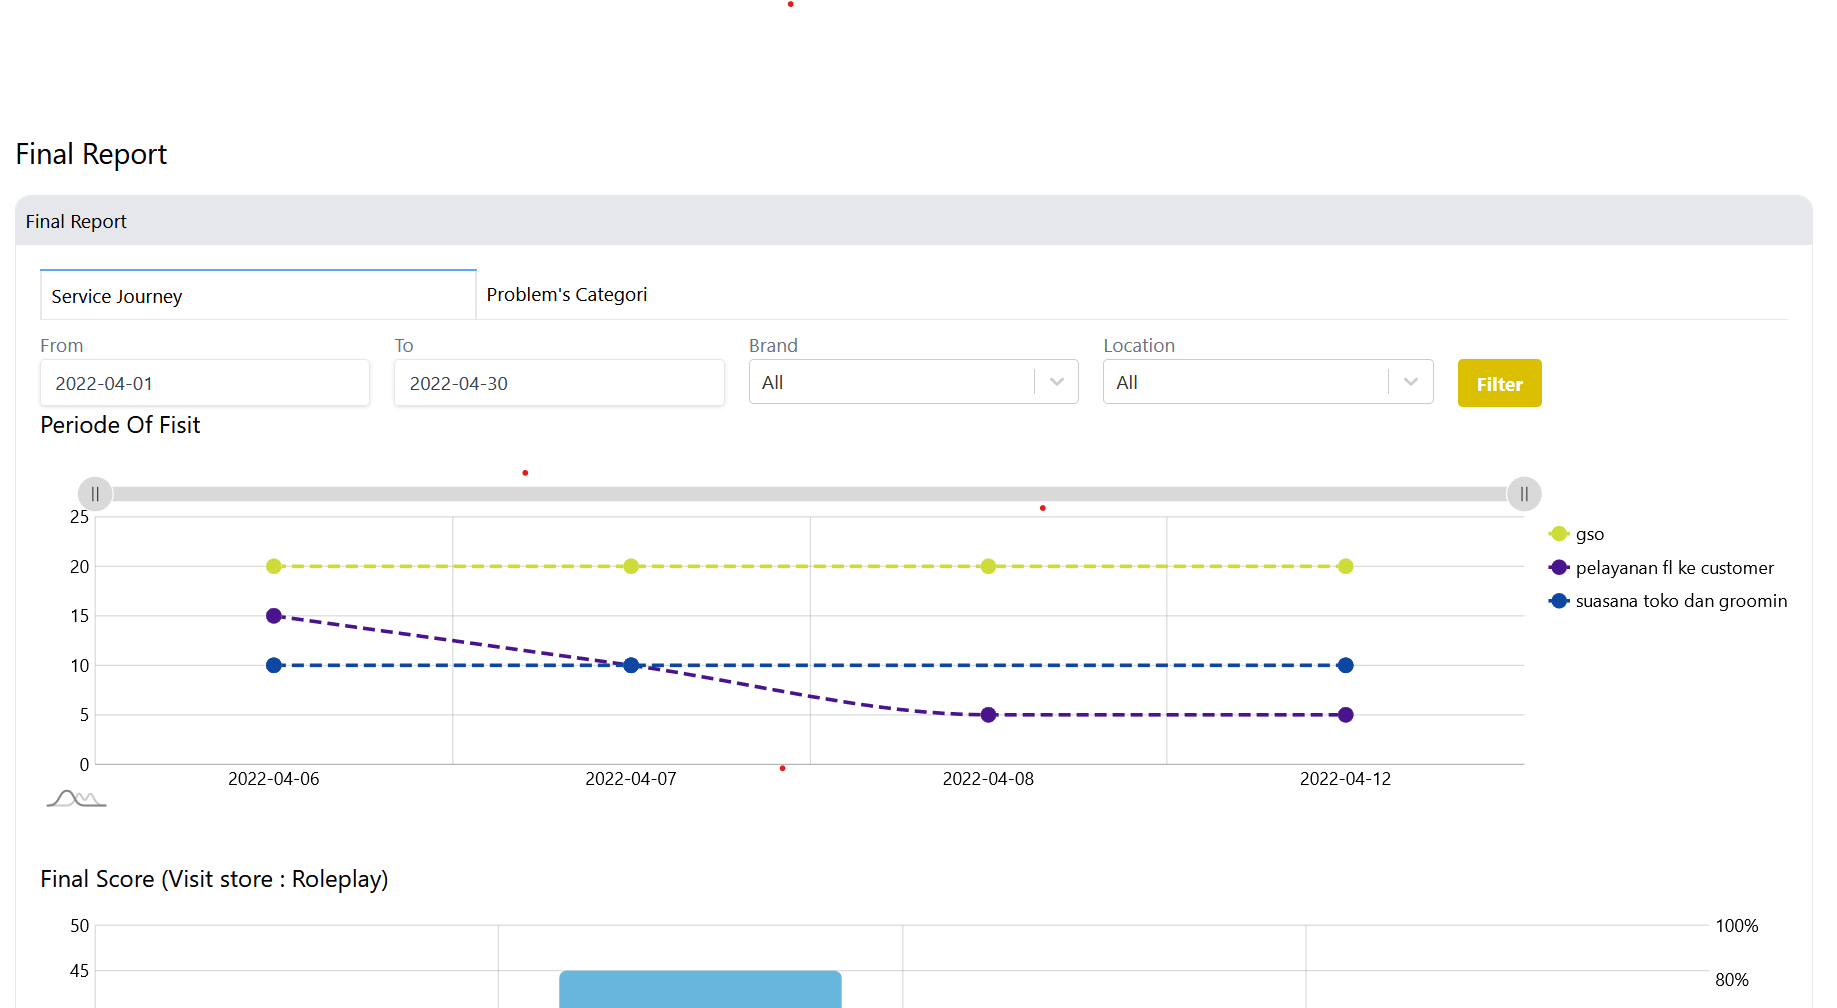 Final Report
Final Report
Service Journey
Problem's Categori
From
To
Brand
Location
2022-04-01
2022-04-30
All
All
Filter
Periode Of Fisit
25
20
15
10
5
0
2022-04-06
2022-04-07
2022-04-08
2022-04-12
gso
pelayanan fl ke customer
suasana toko dan groomin
Final Score (Visit store : Roleplay)
50
45
100%
80%